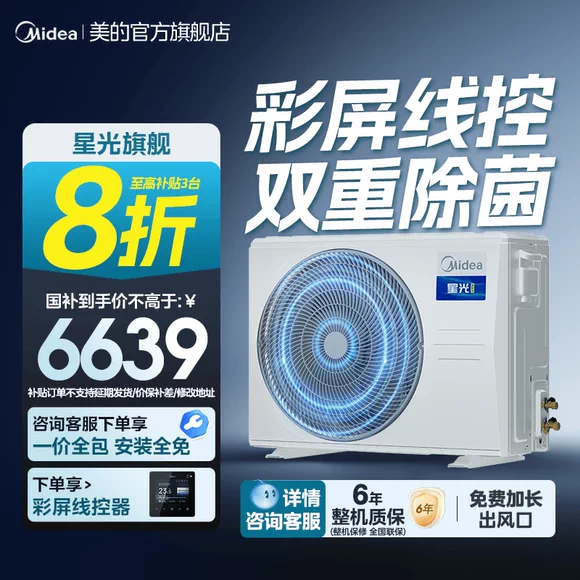 Midea 美的官方旗舰店
彩屏线控
双重除菌
星光旗舰
至高补贴3台
8折
国补到手价不高于:¥
6639
补贴订单不支持延期发货/价保补差/修改地址
咨询客服下单享
一价全包 安装全免
下单享>
彩屏线控器
Midea
星光
详情
咨询客服
6年
整机质保
(整机保修 全国联保)
6年
免费加长
出风口